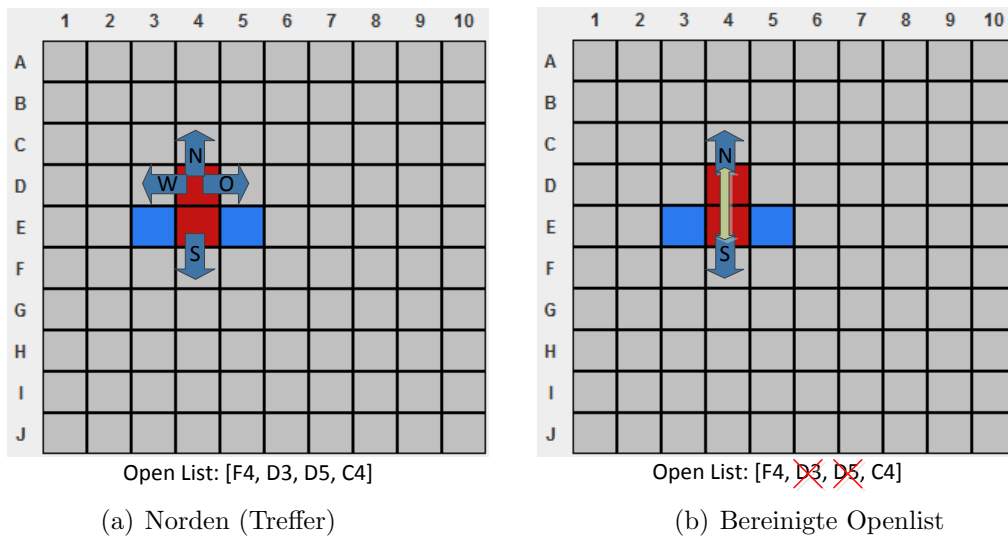 1 2 3 4 5 6 7 8 9 10
A
B
C
D
E
F
G
H
I
J
N
W O
S
Open List: [F4, D3, D5, C4]
(a) Norden (Treffer)
1 2 3 4 5 6 7 8 9 10
A
B
C
D
E
F
G
H
I
J
N
S
Open List: [F4, D3, D5, C4]
(b) Bereinigte Openlist